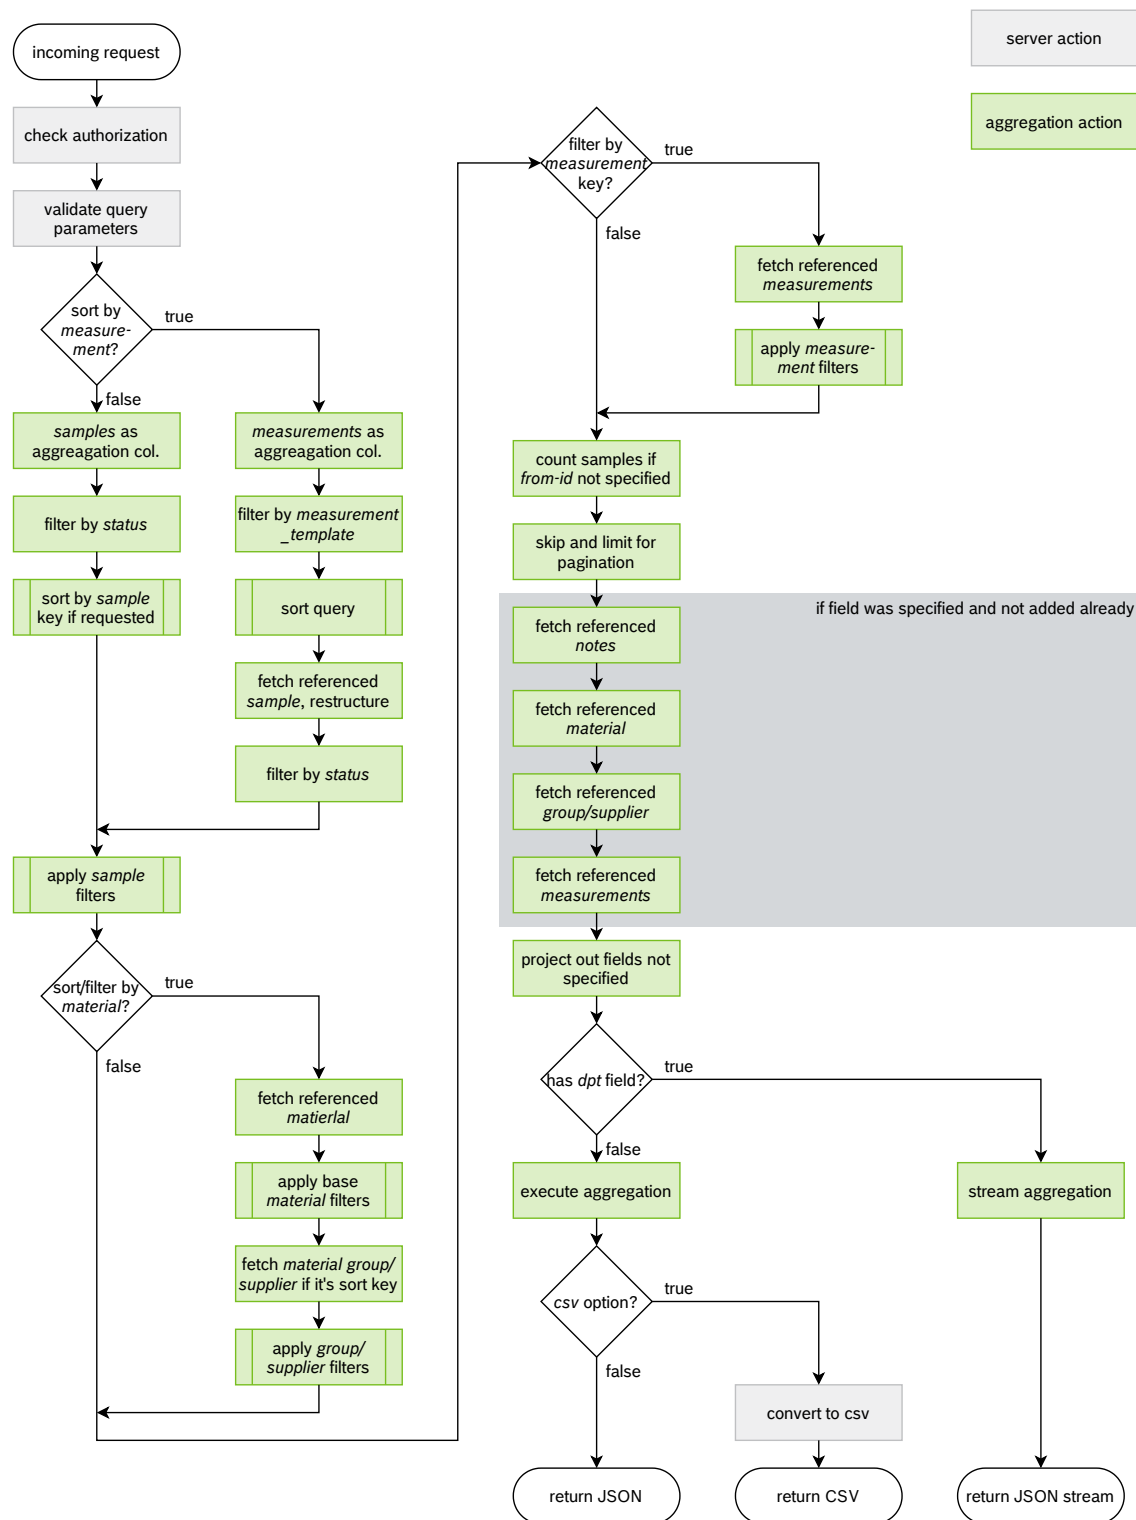 incoming request
check authorization
validate query
parameters
sort by
measure-
ment?
true
false
samples as
aggreagation col.
filter by status
sort by sample
key if requested
measurements as
aggreagation col.
filter by measurement
_template
sort query
fetch referenced
sample, restructure
filter by status
apply sample
filters
sort/filter by
material?
true
false
fetch referenced
matierlal
apply base
material filters
fetch material group/
supplier if it's sort key
apply group/
supplier filters
filter by
measurement
key?
true
false
fetch referenced
measurements
apply measure-
ment filters
count samples if
from-id not specified
skip and limit for
pagination
if field was specified and not added already
fetch referenced
notes
fetch referenced
material
fetch referenced
group/supplier
fetch referenced
measurements
project out fields not
specified
has dpt field?
true
false
execute aggregation
stream aggregation
csv option?
true
false
convert to csv
return JSON
return CSV
return JSON stream
server action
aggregation action